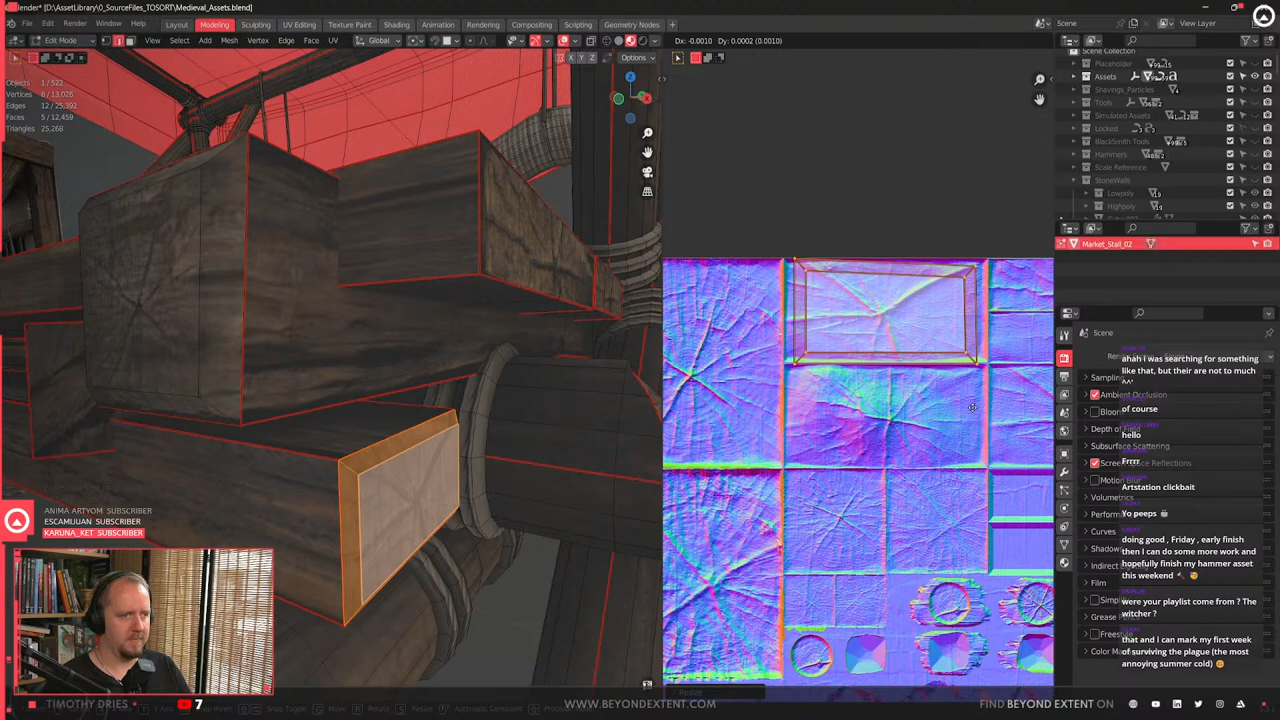 Blender* [D:\AssetLibrary\0_SourceFiles_TOSORT\Medieval_Assets.blend]
File Edit Render Window Help Layout Modeling Sculpting UV Editing Texture Paint Shading Animation Rendering Compositing Scripting Geometry Nodes + Scene View Layer
Edit Mode View Select Add Mesh Vertex Edge Face UV Global
Dx: -0.0010 Dy: 0.0002 (0.0010)
X Y Z Options
Objects 1/522
Vertices 8/13,026
Edges 12/25,392
Faces 5/12,459
Triangles 25,268
Scene Collection
Placeholder
Assets
Shavings_Particles
Tools
Simulated Assets
Locked
BlackSmith Tools
Hammers
Scale Reference
StoneWalls
Lowpoly
Highpoly
Market_Stall_02
Scene
Sampling
Ambient Occlusion
Bloom
Depth of
Subsurface Scattering
Motion
Volumetrics
Curves
Film
ahah I was searching for something
like that, but their are not to much
^^
of course
hello
Frrrr
Artstation clickbait
Yo peeps
doing good , Friday , early finish
then I can do some more intro and
hopefully finish my hammer asset
this weekend
were your playlist come from ? The
witcher ?
that and I can mark my first week
of surviving the plague (the most
annoying summer cold)
ANIMA ARTYOM SUBSCRIBER
ESCAMIJUAN SUBSCRIBER
KARUNA_KET SUBSCRIBER
Resize
TIMOTHY DRIES 7 WWW.BEYONDEXTENT.COM FIND BEYOND EXTENT ON